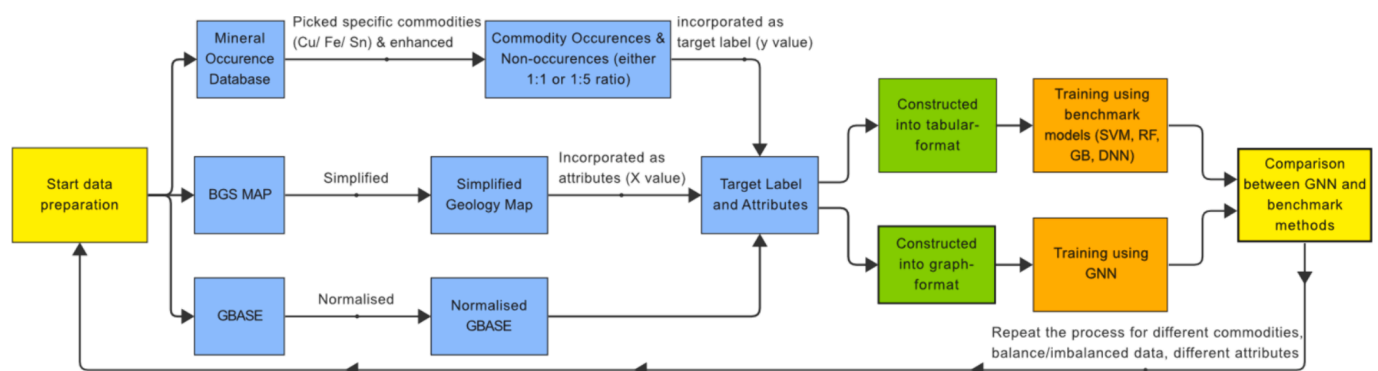 Start data
preparation
Mineral
Occurence
Database
Picked specific commodities
(Cu/ Fe/ Sn) & enhanced
Commodity Occurences &
Non-occurences (either
1:1 or 1:5 ratio)
incorporated as
target label (y value)
BGS MAP
Simplified
Simplified
Geology Map
Incorporated as
attributes (X value)
GBASE
Normalised
Normalised
GBASE
Target Label
and Attributes
Constructed
into tabular-
format
Training using
benchmark
models (SVM, RF,
GB, DNN)
Constructed
into graph-
format
Training using
GNN
Comparison
between GNN and
benchmark
methods
Repeat the process for different commodities,
balance/imbalanced data, different attributes